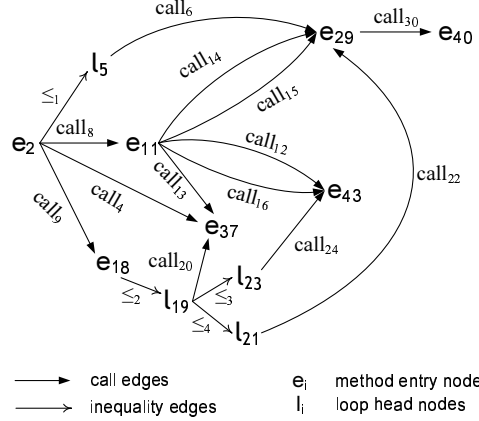 call6
e29
call30
e40
l5
call14
≤1
call15
e2
call8
e11
call12
call13
call16
call9
call4
e43
call22
e37
e18
call20
call24
≤2
l19
l23
≤3
≤4
l21
call edges
ei
method entry node
inequality edges
li
loop head nodes